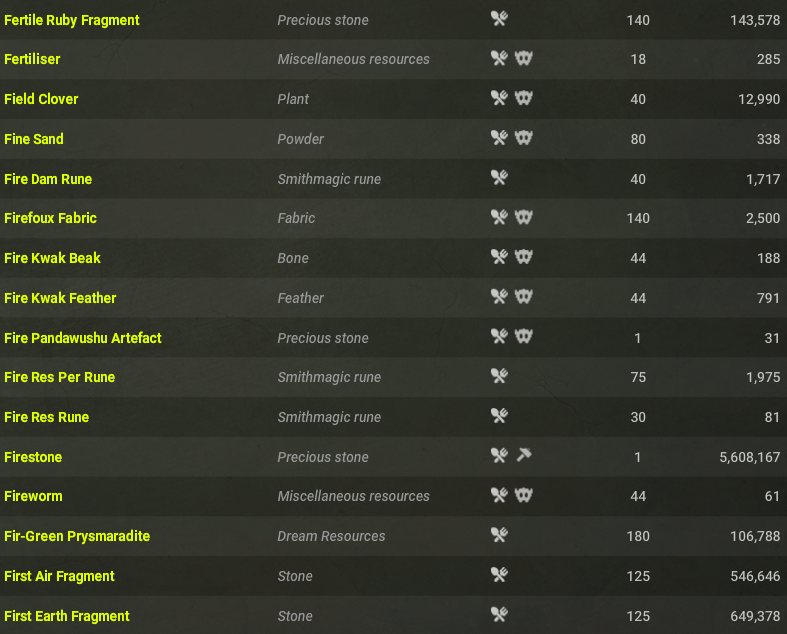 Fertile Ruby Fragment Precious stone 140 143,578
Fertiliser Miscellaneous resources 18 285
Field Clover Plant 40 12,990
Fine Sand Powder 80 338
Fire Dam Rune Smithmagic rune 40 1,717
Firefoux Fabric Fabric 140 2,500
Fire Kwak Beak Bone 44 188
Fire Kwak Feather Feather 44 791
Fire Pandawushu Artefact Precious stone 1 31
Fire Res Per Rune Smithmagic rune 75 1,975
Fire Res Rune Smithmagic rune 30 81
Firestone Precious stone 1 5,608,167
Fireworm Miscellaneous resources 44 61
Fir-Green Prysmaradite Dream Resources 180 106,788
First Air Fragment Stone 125 546,646
First Earth Fragment Stone 125 649,378